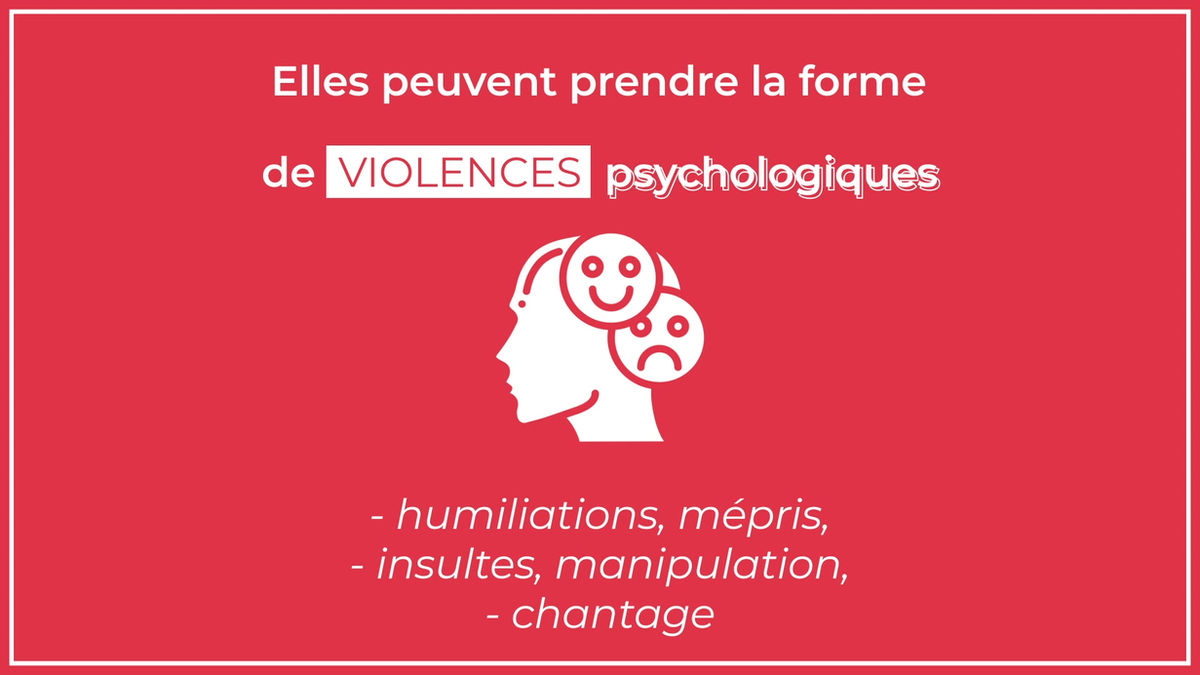 Elles peuvent prendre la forme
de VIOLENCES psychologiques
- humiliations, mépris,
- insultes, manipulation,
- chantage